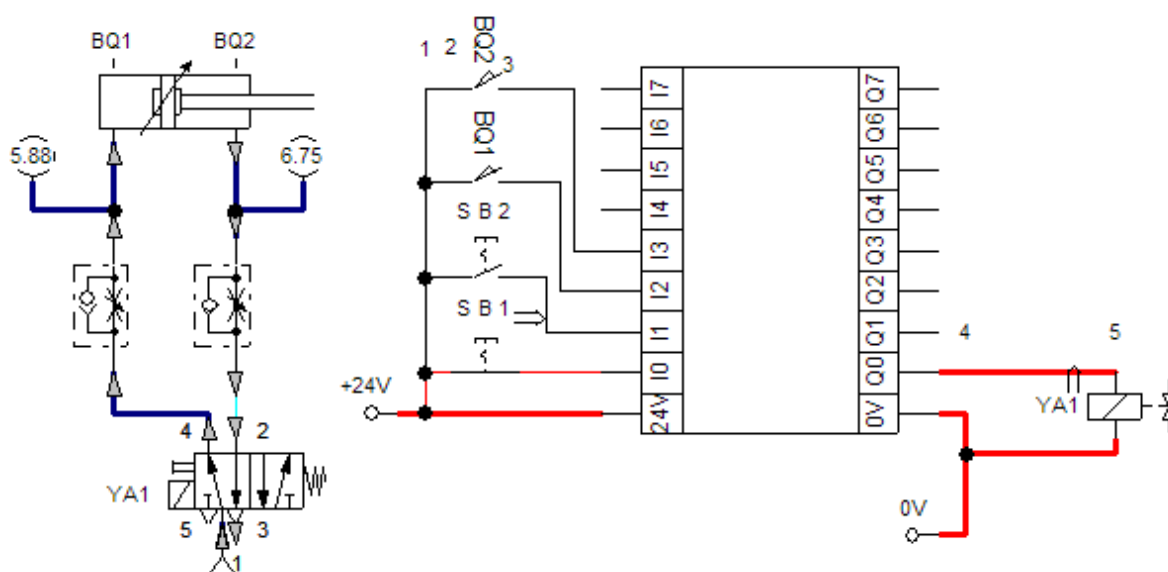 BQ1 BQ2
5.88 6.75
4 2
YA1
5 3
1
1 2 BQ2 3
BQ1
SB2
SB1
+24V
I7 Q7
I6 Q6
I5 Q5
I4 Q4
I3 Q3
I2 Q2
I1 Q1
I0 Q0
24V 0V
4 5
YA1
0V